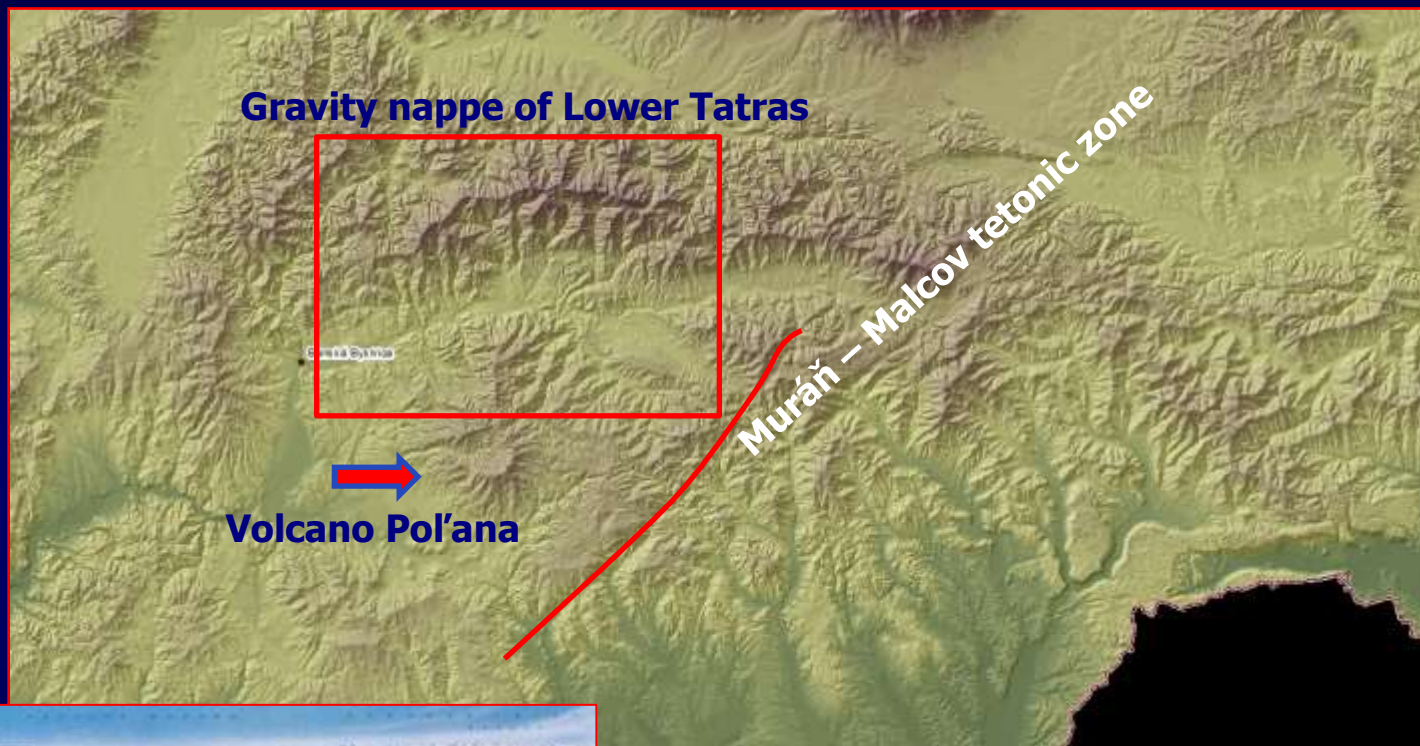 Gravity nappe of Lower Tatras
Muráň – Malcov tetonic zone
Volcano Poľana